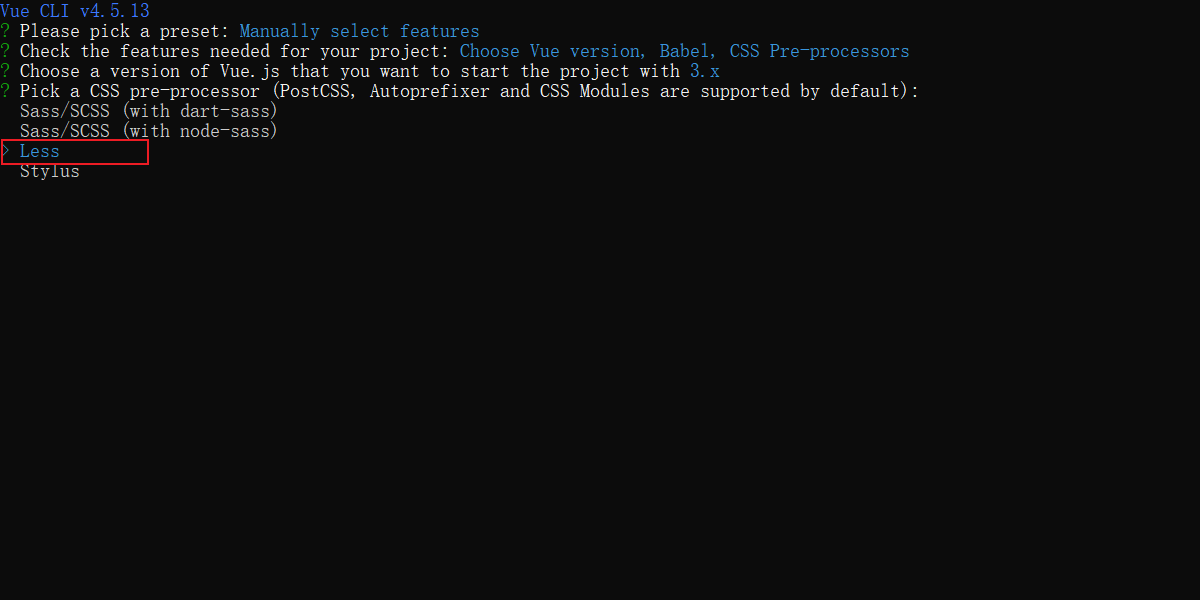 Vue CLI v4.5.13
? Please pick a preset: Manually select features
? Check the features needed for your project: Choose Vue version, Babel, CSS Pre-processors
? Choose a version of Vue.js that you want to start the project with 3.x
? Pick a CSS pre-processor (PostCSS, Autoprefixer and CSS Modules are supported by default):
Sass/SCSS (with dart-sass)
Sass/SCSS (with node-sass)
> Less
Stylus